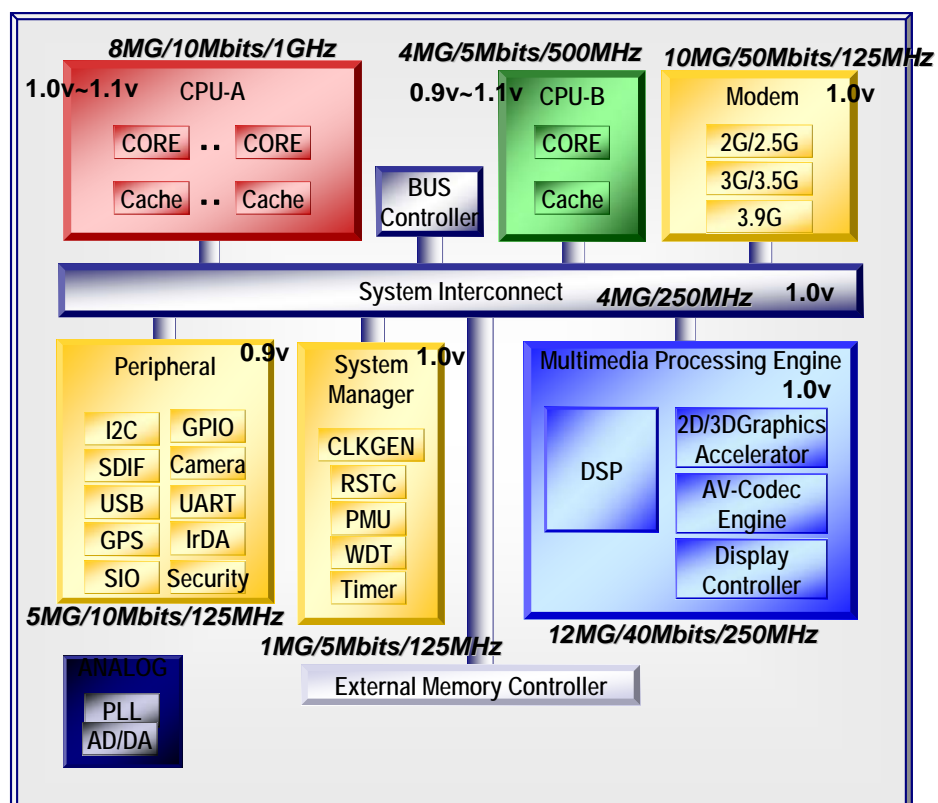 8MG/10Mbits/1GHz
1.0v~1.1v
CPU-A
CORE .. CORE
Cache .. Cache
4MG/5Mbits/500MHz
0.9v~1.1v
CPU-B
CORE
Cache
10MG/50Mbits/125MHz
Modem
1.0v
2G/2.5G
3G/3.5G
3.9G
BUS
Controller
System Interconnect 4MG/250MHz 1.0v
Peripheral
0.9v
I2C GPIO
SDIF Camera
USB UART
GPS IrDA
SIO Security
5MG/10Mbits/125MHz
System
Manager
1.0v
CLKGEN
RSTC
PMU
WDT
Timer
1MG/5Mbits/125MHz
Multimedia Processing Engine
1.0v
DSP
2D/3DGraphics
Accelerator
AV-Codec
Engine
Display
Controller
12MG/40Mbits/250MHz
External Memory Controller
ANALOG
PLL
AD/DA